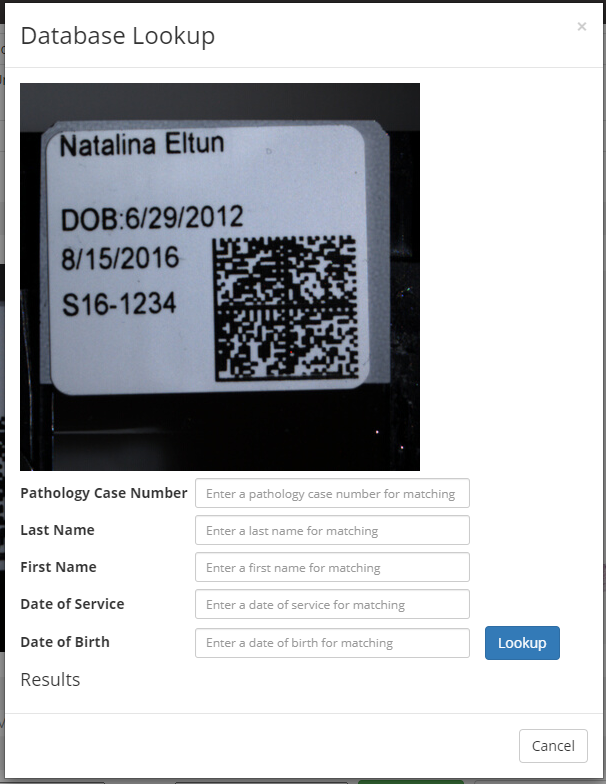 Database Lookup
×
Natalina Eltun
DOB:6/29/2012
8/15/2016
S16-1234
Pathology Case Number Enter a pathology case number for matching
Last Name Enter a last name for matching
First Name Enter a first name for matching
Date of Service Enter a date of service for matching
Date of Birth Enter a date of birth for matching Lookup
Results
Cancel